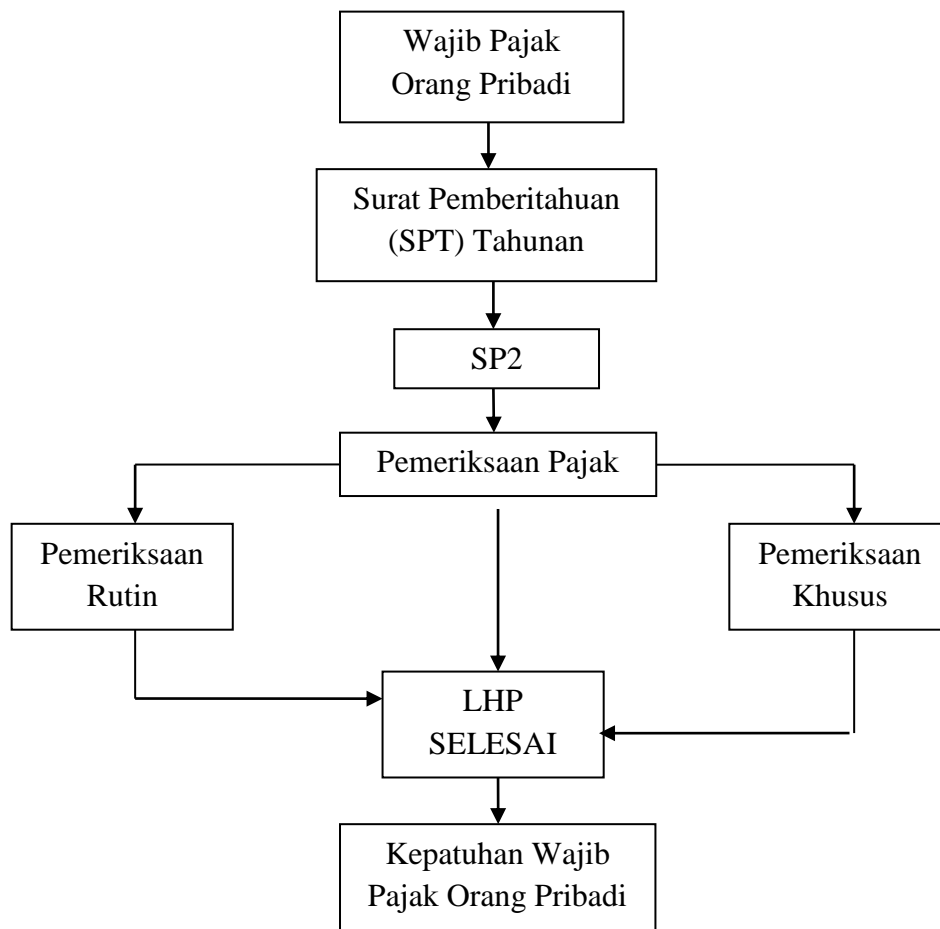 Wajib Pajak
Orang Pribadi
Surat Pemberitahuan
(SPT) Tahunan
SP2
Pemeriksaan Pajak
Pemeriksaan
Rutin
Pemeriksaan
Khusus
LHP
SELESAI
Kepatuhan Wajib
Pajak Orang Pribadi